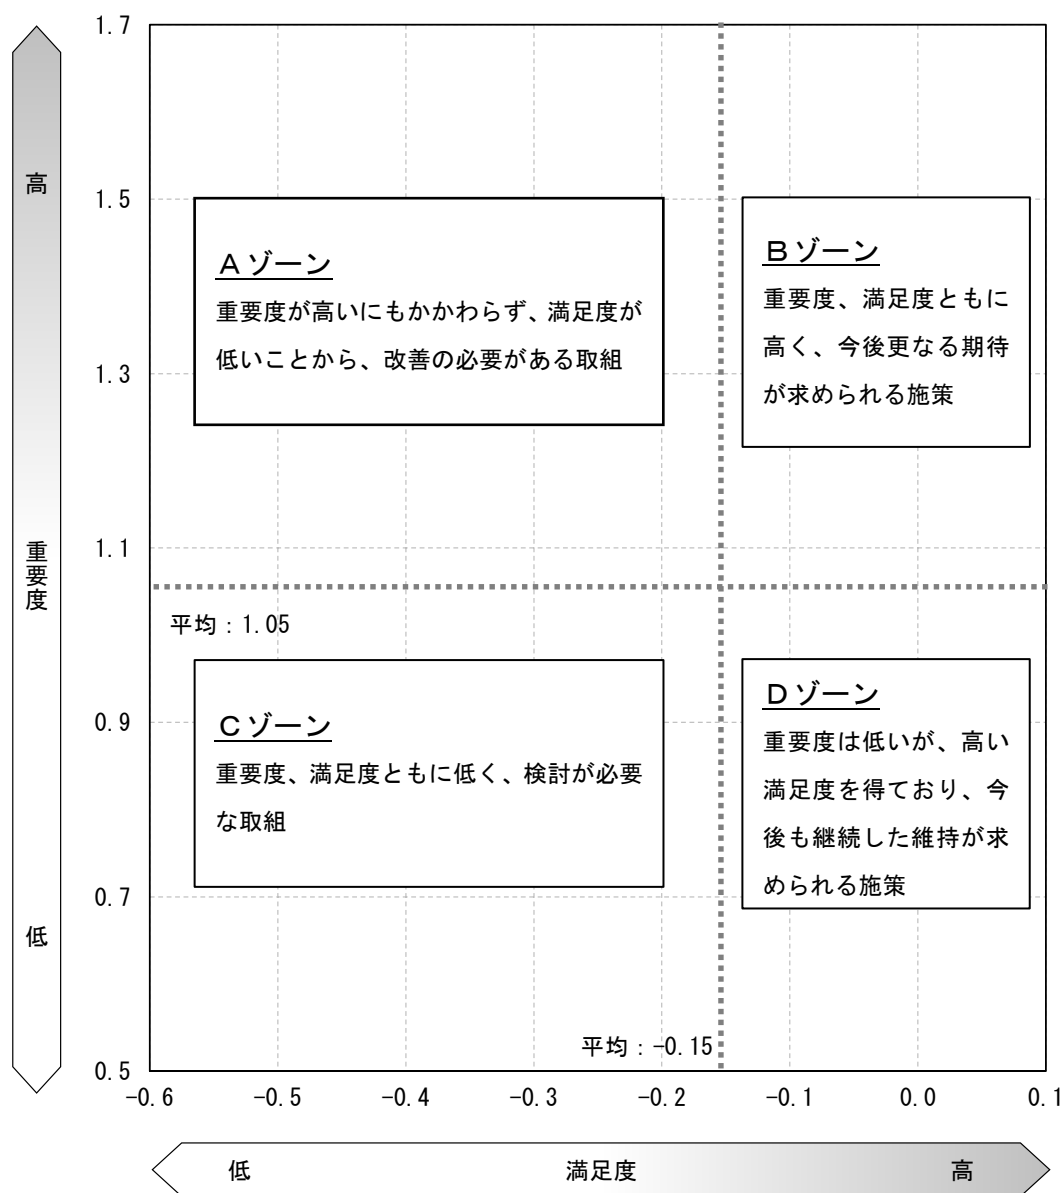 1.7
高
1.5
Ａゾーン
重要度が高いにもかかわらず、満足度が
低いことから、改善の必要がある取組
Ｂゾーン
重要度、満足度ともに
高く、今後更なる期待
が求められる施策
1.3
1.1
重要度
平均：1.05
0.9
Ｃゾーン
重要度、満足度ともに低く、検討が必要
な取組
Ｄゾーン
重要度は低いが、高い
満足度を得ており、今
後も継続した維持が求
められる施策
0.7
低
平均：-0.15
0.5
-0.6 -0.5 -0.4 -0.3 -0.2 -0.1 0.0 0.1
低 満足度 高